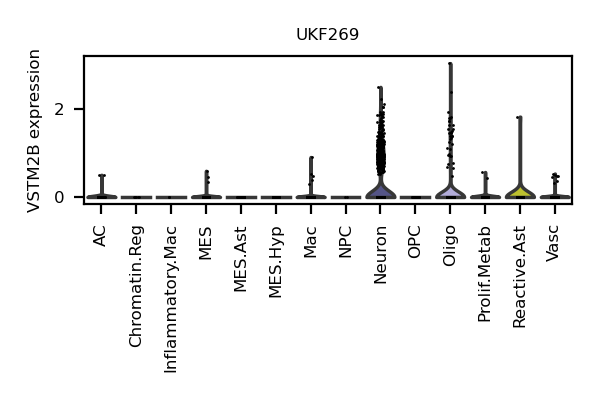 UKF269
VSTM2B expression
2
0
AC
Chromatin.Reg
Inflammatory.Mac
MES
MES.Ast
MES.Hyp
Mac
NPC
Neuron
OPC
Oligo
Prolif.Metab
Reactive.Ast
Vasc